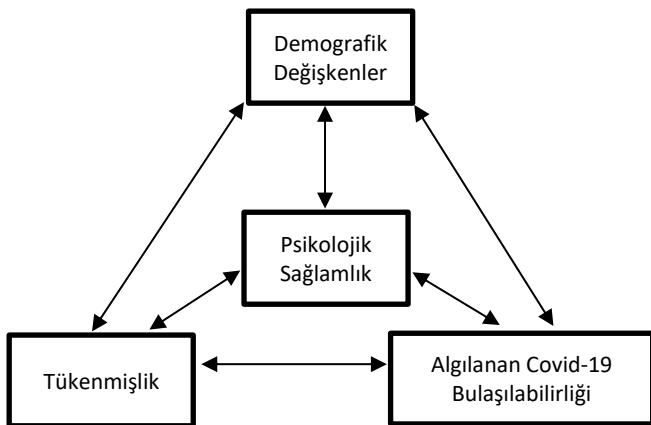 Demografik
Değişkenler
Psikolojik
Sağlamlık
Tükenmişlik
Algılanan Covid-19
Bulaşılabilirliği